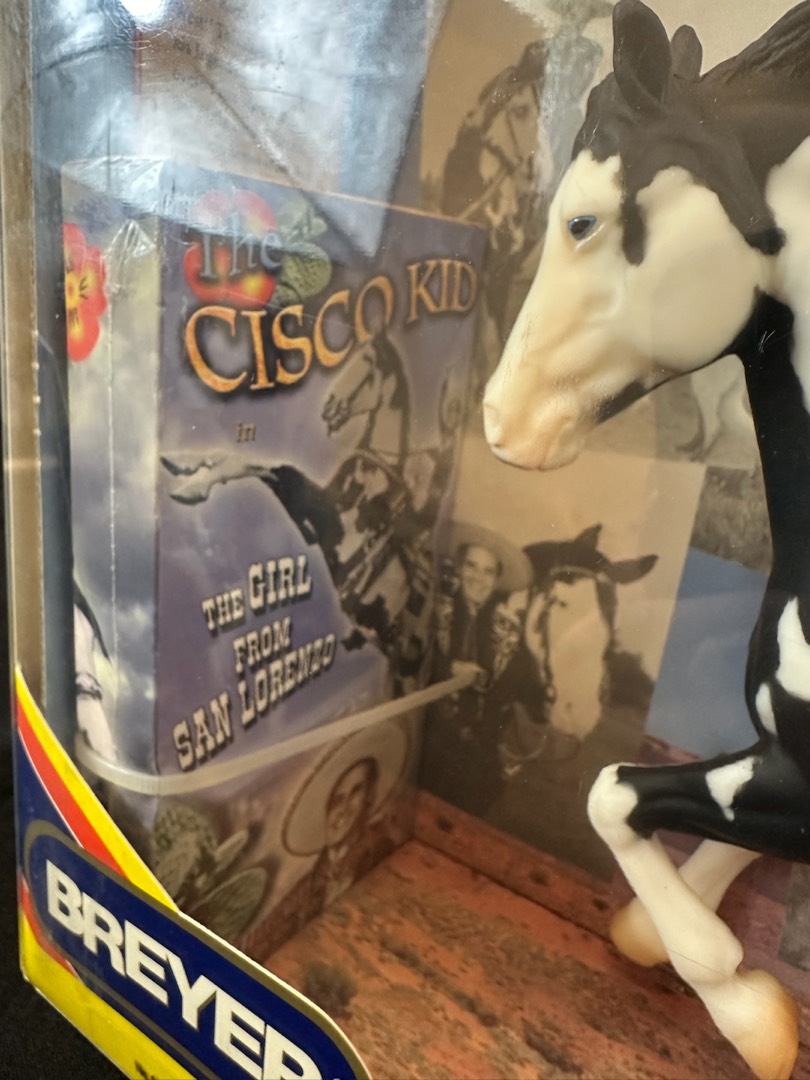 The
CISCO KID
in
THE GIRL
FROM
SAN LORENZO
BREYER